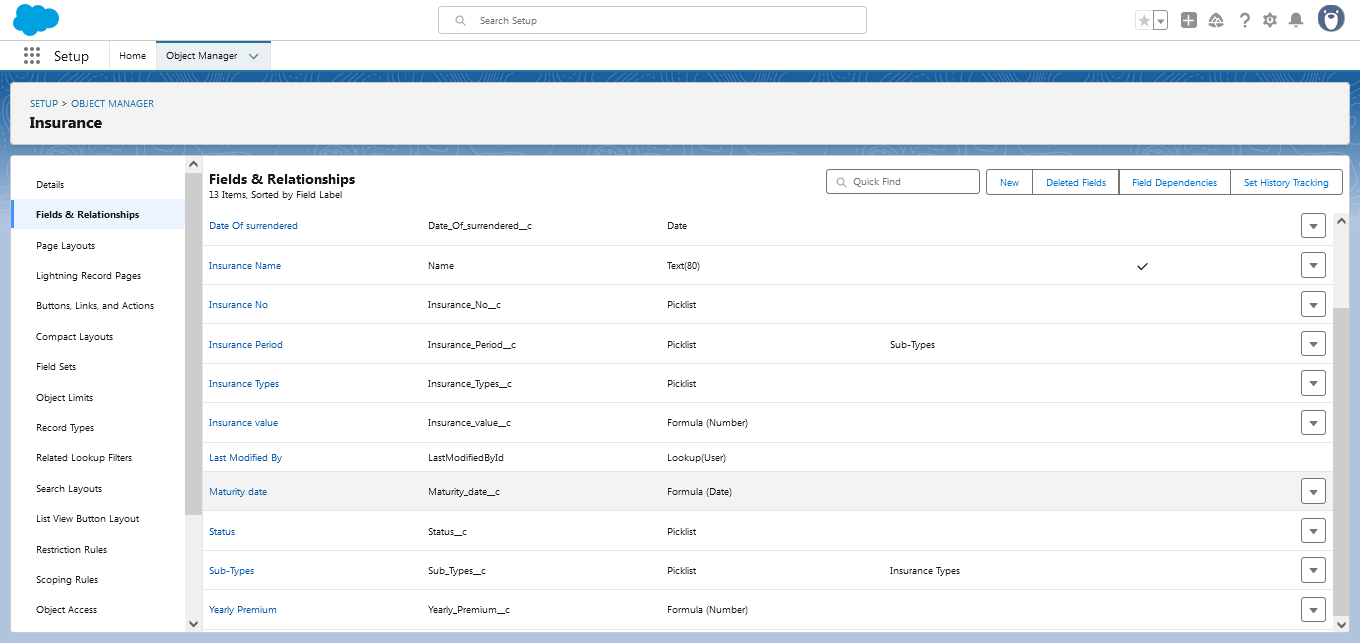 Search Setup
Setup
Home
Object Manager
SETUP > OBJECT MANAGER
Insurance
Details
Fields & Relationships
Page Layouts
Lightning Record Pages
Buttons, Links, and Actions
Compact Layouts
Field Sets
Object Limits
Record Types
Related Lookup Filters
Search Layouts
List View Button Layout
Restriction Rules
Scoping Rules
Object Access
Fields & Relationships
13 Items, Sorted by Field Label
Quick Find
New
Deleted Fields
Field Dependencies
Set History Tracking
Date Of surrendered Date_Of_surrendered__c Date
Insurance Name Name Text(80)
Insurance No Insurance_No__c Picklist
Insurance Period Insurance_Period__c Picklist Sub-Types
Insurance Types Insurance_Types__c Picklist
Insurance value Insurance_value__c Formula (Number)
Last Modified By LastModifiedById Lookup(User)
Maturity date Maturity_date__c Formula (Date)
Status Status__c Picklist
Sub-Types Sub_Types__c Picklist Insurance Types
Yearly Premium Yearly_Premium__c Formula (Number)